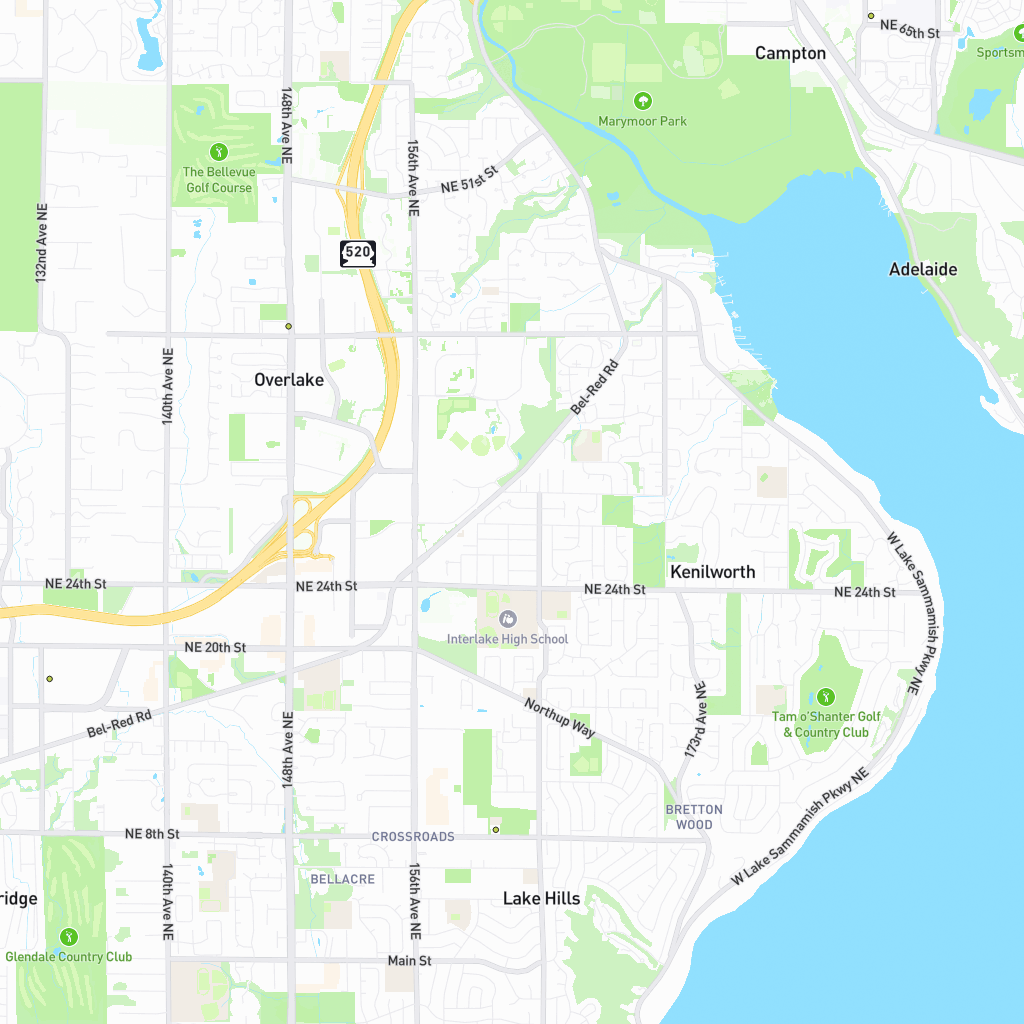 NE 65th St
Campton
Sportsm
148th Ave NE
Marymoor Park
156th Ave NE
The Bellevue
Golf Course
NE 51st St
132nd Ave NE
520
Adelaide
140th Ave NE
Overlake
Bel-Red Rd
W Lake Sammamish Pkwy NE
NE 24th St
NE 24th St
NE 24th St
NE 24th St
Kenilworth
Interlake High School
NE 20th St
Bel-Red Rd
148th Ave NE
Northup Way
173rd Ave NE
Tam o'Shanter Golf
& Country Club
W Lake Sammamish Pkwy NE
BRETTON
WOOD
NE 8th St
CROSSROADS
140th Ave NE
BELLACRE
156th Ave NE
ridge
Lake Hills
Glendale Country Club
Main St